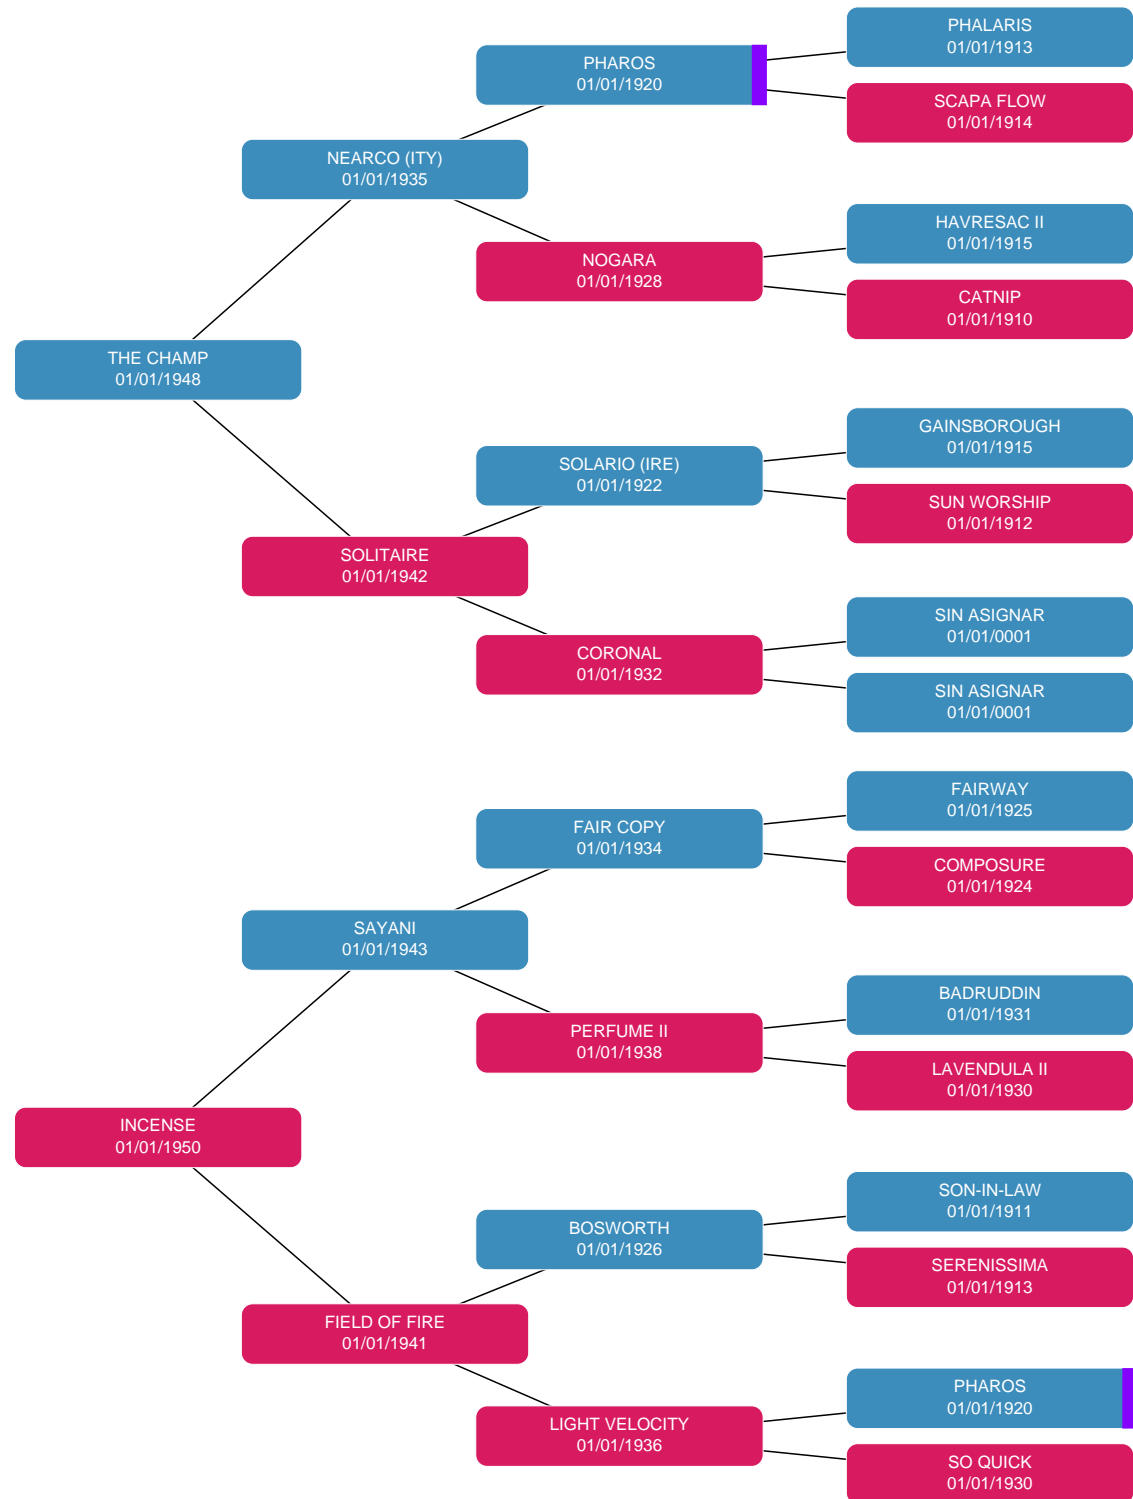 PHALARIS
01/01/1913
PHAROS
01/01/1920
SCAPA FLOW
01/01/1914
NEARCO (ITY)
01/01/1935
HAVRESAC II
01/01/1915
NOGARA
01/01/1928
CATNIP
01/01/1910
THE CHAMP
01/01/1948
GAINSBOROUGH
01/01/1915
SOLARIO (IRE)
01/01/1922
SUN WORSHIP
01/01/1912
SOLITAIRE
01/01/1942
SIN ASIGNAR
01/01/0001
CORONAL
01/01/1932
SIN ASIGNAR
01/01/0001
FAIRWAY
01/01/1925
FAIR COPY
01/01/1934
COMPOSURE
01/01/1924
SAYANI
01/01/1943
BADRUDDIN
01/01/1931
PERFUME II
01/01/1938
LAVENDULA II
01/01/1930
INCENSE
01/01/1950
SON-IN-LAW
01/01/1911
BOSWORTH
01/01/1926
SERENISSIMA
01/01/1913
FIELD OF FIRE
01/01/1941
PHAROS
01/01/1920
LIGHT VELOCITY
01/01/1936
SO QUICK
01/01/1930